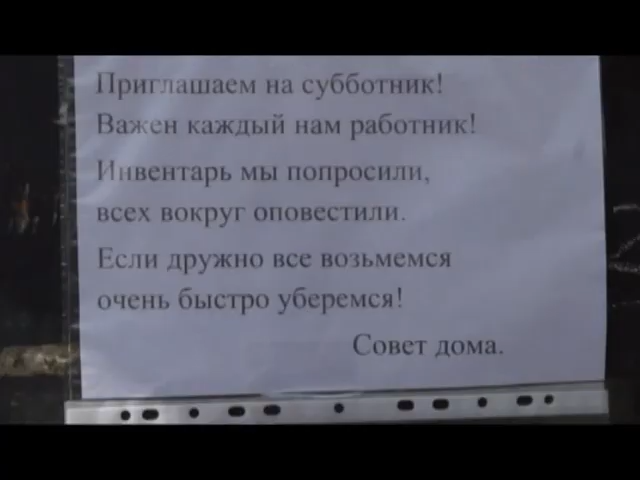 Приглашаем на субботник!
Важен каждый нам работник!
Инвентарь мы попросили,
всех вокруг оповестили.
Если дружно все возьмемся
очень быстро уберемся!
Совет дома.